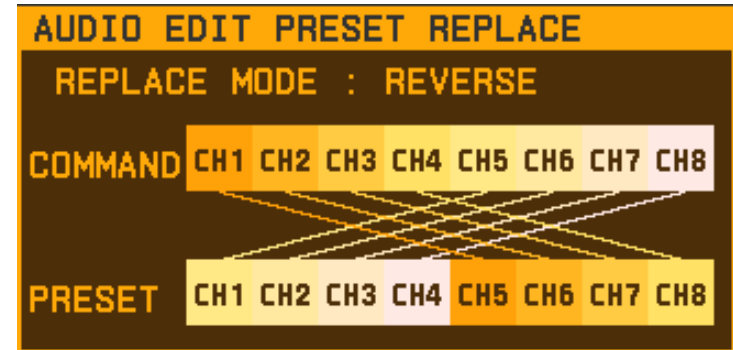 AUDIO EDIT PRESET REPLACE
REPLACE MODE : REVERSE
COMMAND CH1 CH2 CH3 CH4 CH5 CH6 CH7 CH8
PRESET CH1 CH2 CH3 CH4 CH5 CH6 CH7 CH8